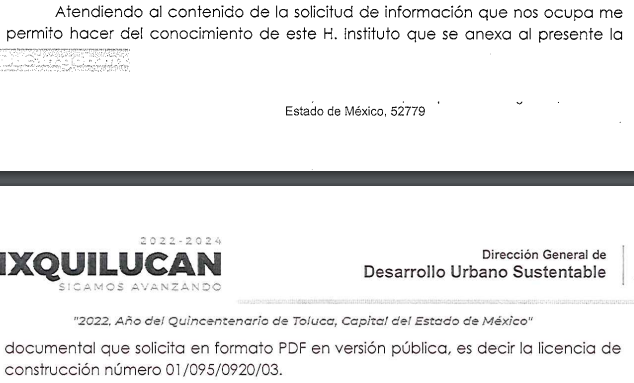 Atendiendo al contenido de la solicitud de información que nos ocupa me
permito hacer del conocimiento de este H. Instituto que se anexa al presente la
Estado de México, 52779
2022-2024
IXQUILUCAN
SIGAMOS AVANZANDO
Dirección General de
Desarrollo Urbano Sustentable
"2022, Año del Quincentenario de Toluca, Capital del Estado de México"
documental que solicita en formato PDF en versión pública, es decir la licencia de
construcción número 01/095/0920/03.